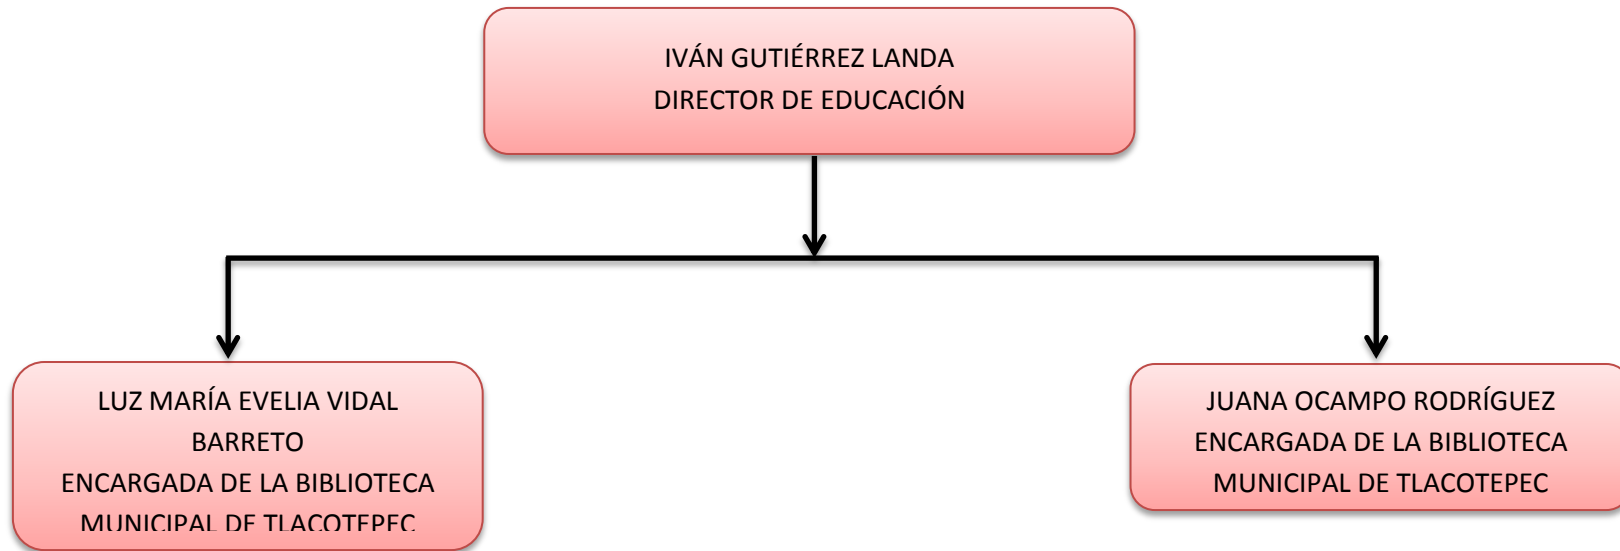 IVÁN GUTIÉRREZ LANDA
DIRECTOR DE EDUCACIÓN
LUZ MARÍA EVELIA VIDAL
BARRETO
ENCARGADA DE LA BIBLIOTECA
MUNICIPAL DE TLACOTEPEC
JUANA OCAMPO RODRÍGUEZ
ENCARGADA DE LA BIBLIOTECA
MUNICIPAL DE TLACOTEPEC